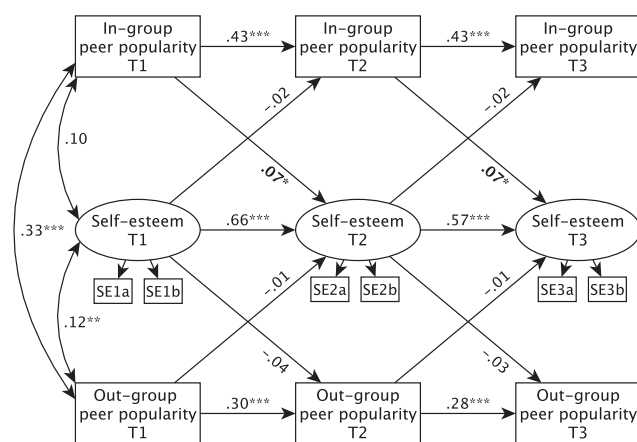 In-group
peer popularity
T1
.43***
In-group
peer popularity
T2
.43***
In-group
peer popularity
T3
.10
–.02
.07*
–.02
.07*
.33***
Self-esteem
T1
.66***
Self-esteem
T2
.57***
Self-esteem
T3
SE1a
SE1b
SE2a
SE2b
SE3a
SE3b
.12**
–.01
–.04
–.01
–.03
Out-group
peer popularity
T1
.30***
Out-group
peer popularity
T2
.28***
Out-group
peer popularity
T3